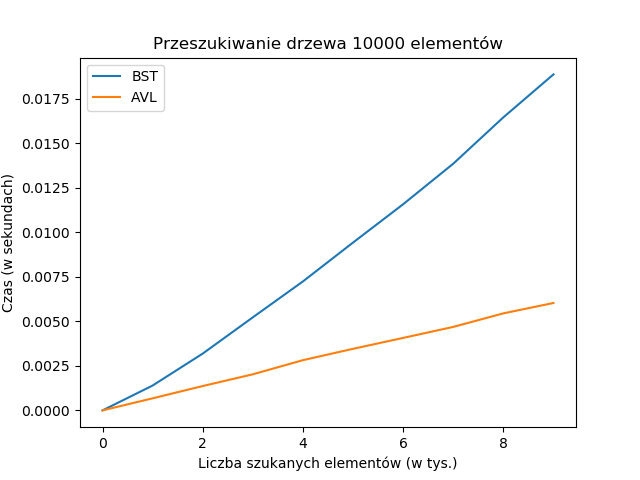 Przeszukiwanie drzewa 10000 elementów
BST
AVL
0.0175
0.0150
0.0125
0.0100
0.0075
0.0050
0.0025
0.0000
Czas (w sekundach)
0 2 4 6 8
Liczba szukanych elementów (w tys.)